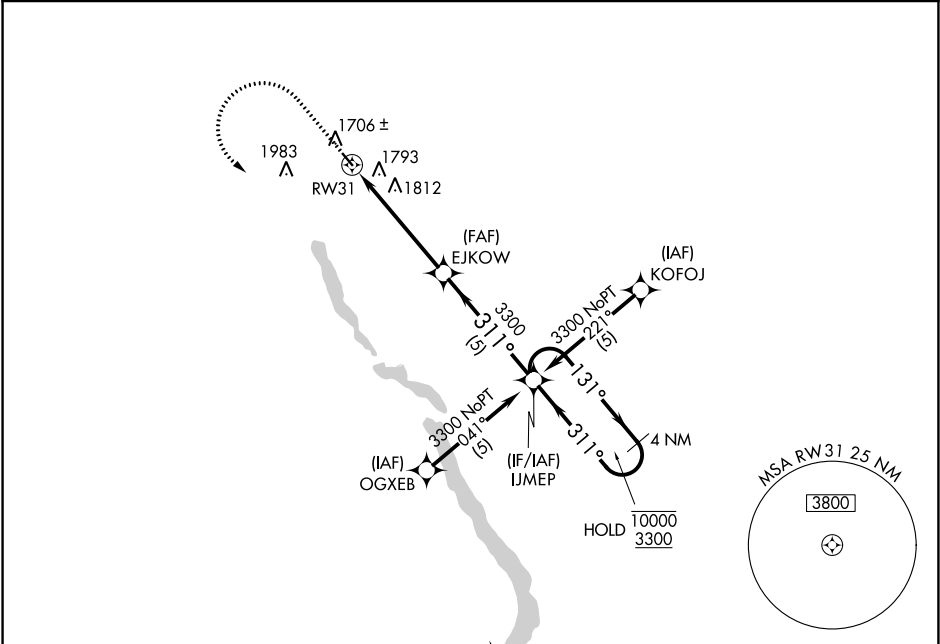 1706 ±
1983
1793
RW31
1812
(FAF)
EJKOW
(IAF)
KOFOJ
3300
311°
(5)
3300 NoPT
221°
(5)
131°
3300 NoPT
041°
(5)
311°
4 NM
(IAF)
OGXEB
(IF/IAF)
IJMEP
HOLD
10000
3300
MSA RW31 25 NM
3800